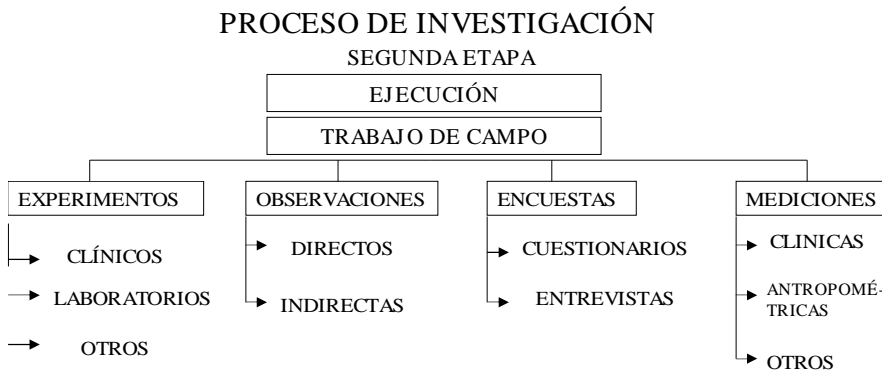 PROCESO DE INVESTIGACIÓN
SEGUNDA ETAPA
EJECUCIÓN
TRABAJO DE CAMPO
EXPERIMENTOS
CLÍNICOS
LABORATORIOS
OTROS
OBSERVACIONES
DIRECTOS
INDIRECTAS
ENCUESTAS
CUESTIONARIOS
ENTREVISTAS
MEDICIONES
CLINICAS
ANTROPOMÉ-
TRICAS
OTROS